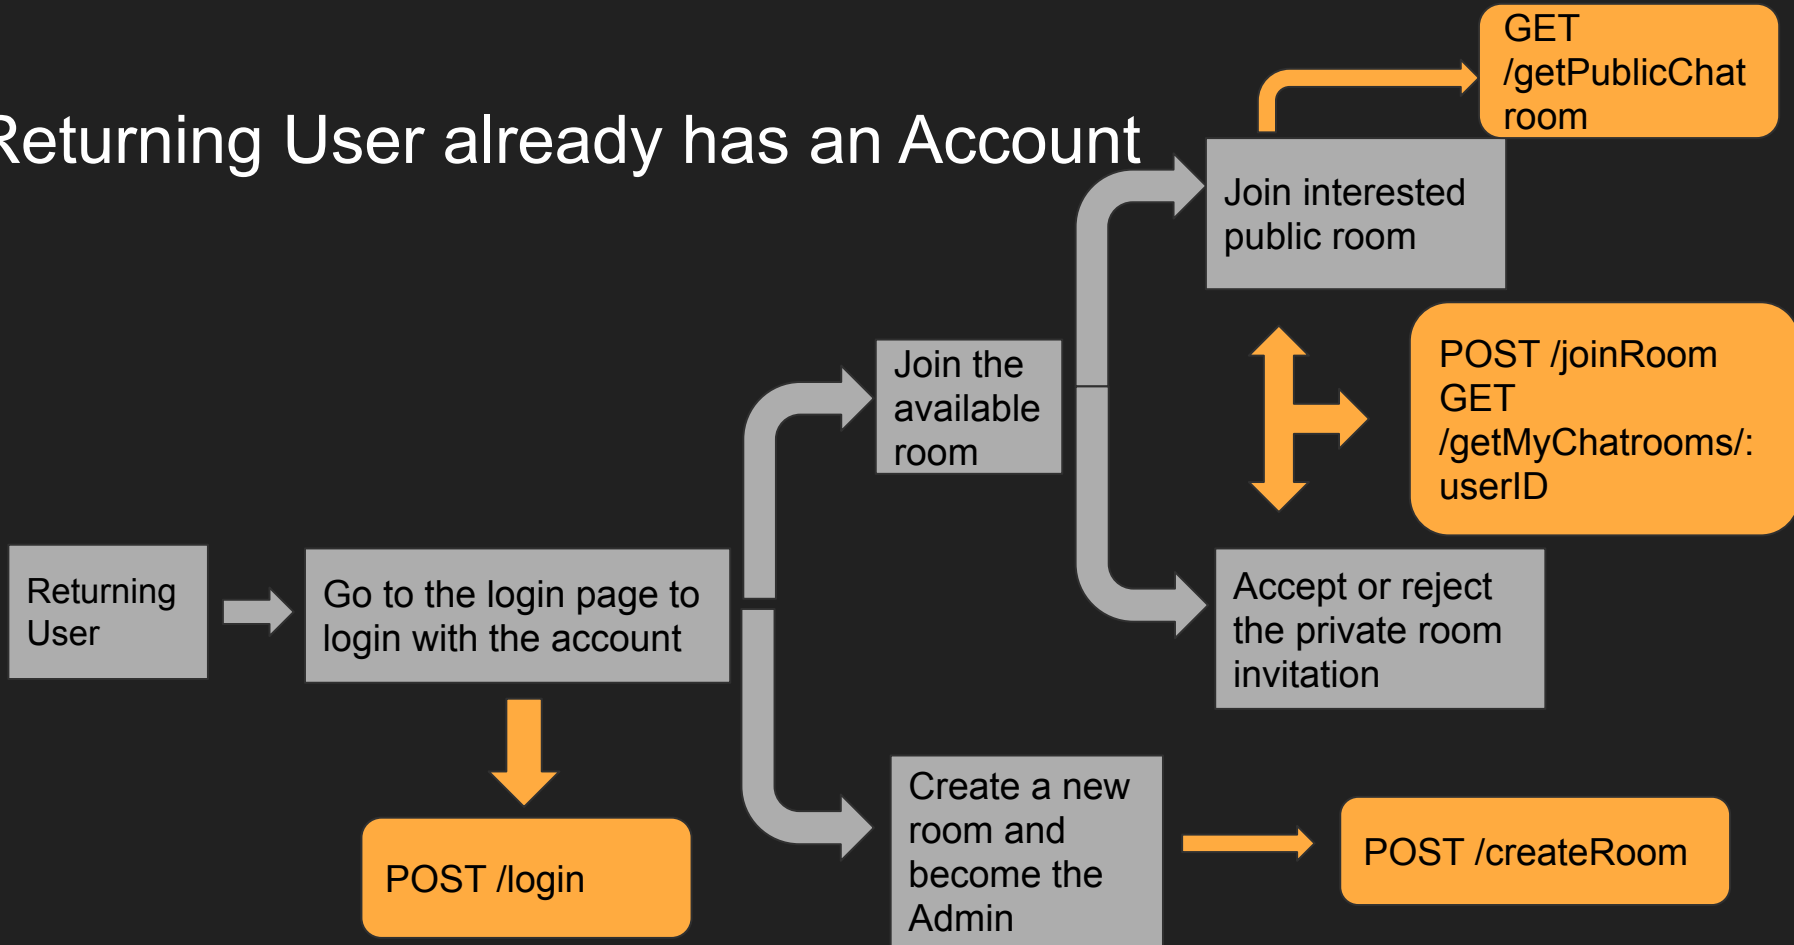 Returning User already has an Account
GET
/getPublicChat
room
Join interested
public room
Join the
available
room
POST /joinRoom
GET
/getMyChatrooms/:
userID
Returning
User
Go to the login page to
login with the account
Accept or reject
the private room
invitation
POST /login
Create a new
room and
become the
Admin
POST /createRoom